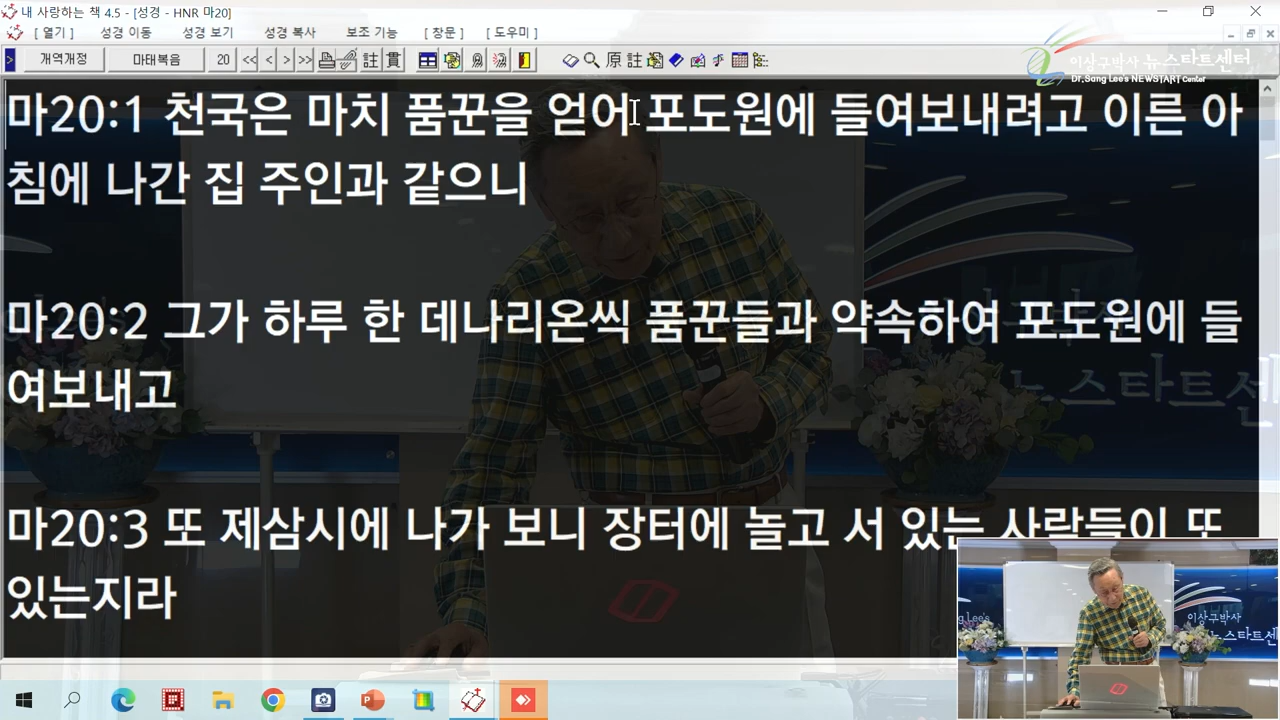 내 사랑하는 책 4.5 - [성경 - HNR 마20]
[ 열기 ] 성경 이동 성경 보기 성경 복사 보조 기능 [ 창문 ] [ 도우미 ]
개역개정 마태복음 20 << < > >> 註 貫 原 註
이상구박사 뉴스타트센터
Dr.Sang Lee's NEWSTART Center
마20:1 천국은 마치 품꾼을 얻어 포도원에 들여보내려고 이른 아
침에 나간 집 주인과 같으니
마20:2 그가 하루 한 데나리온씩 품꾼들과 약속하여 포도원에 들
여보내고
뉴스타트센
마20:3 또 제삼시에 나가 보니 장터에 놀고 서 있는 사람들이 또
있는지라
이상구박사
뉴스타트센